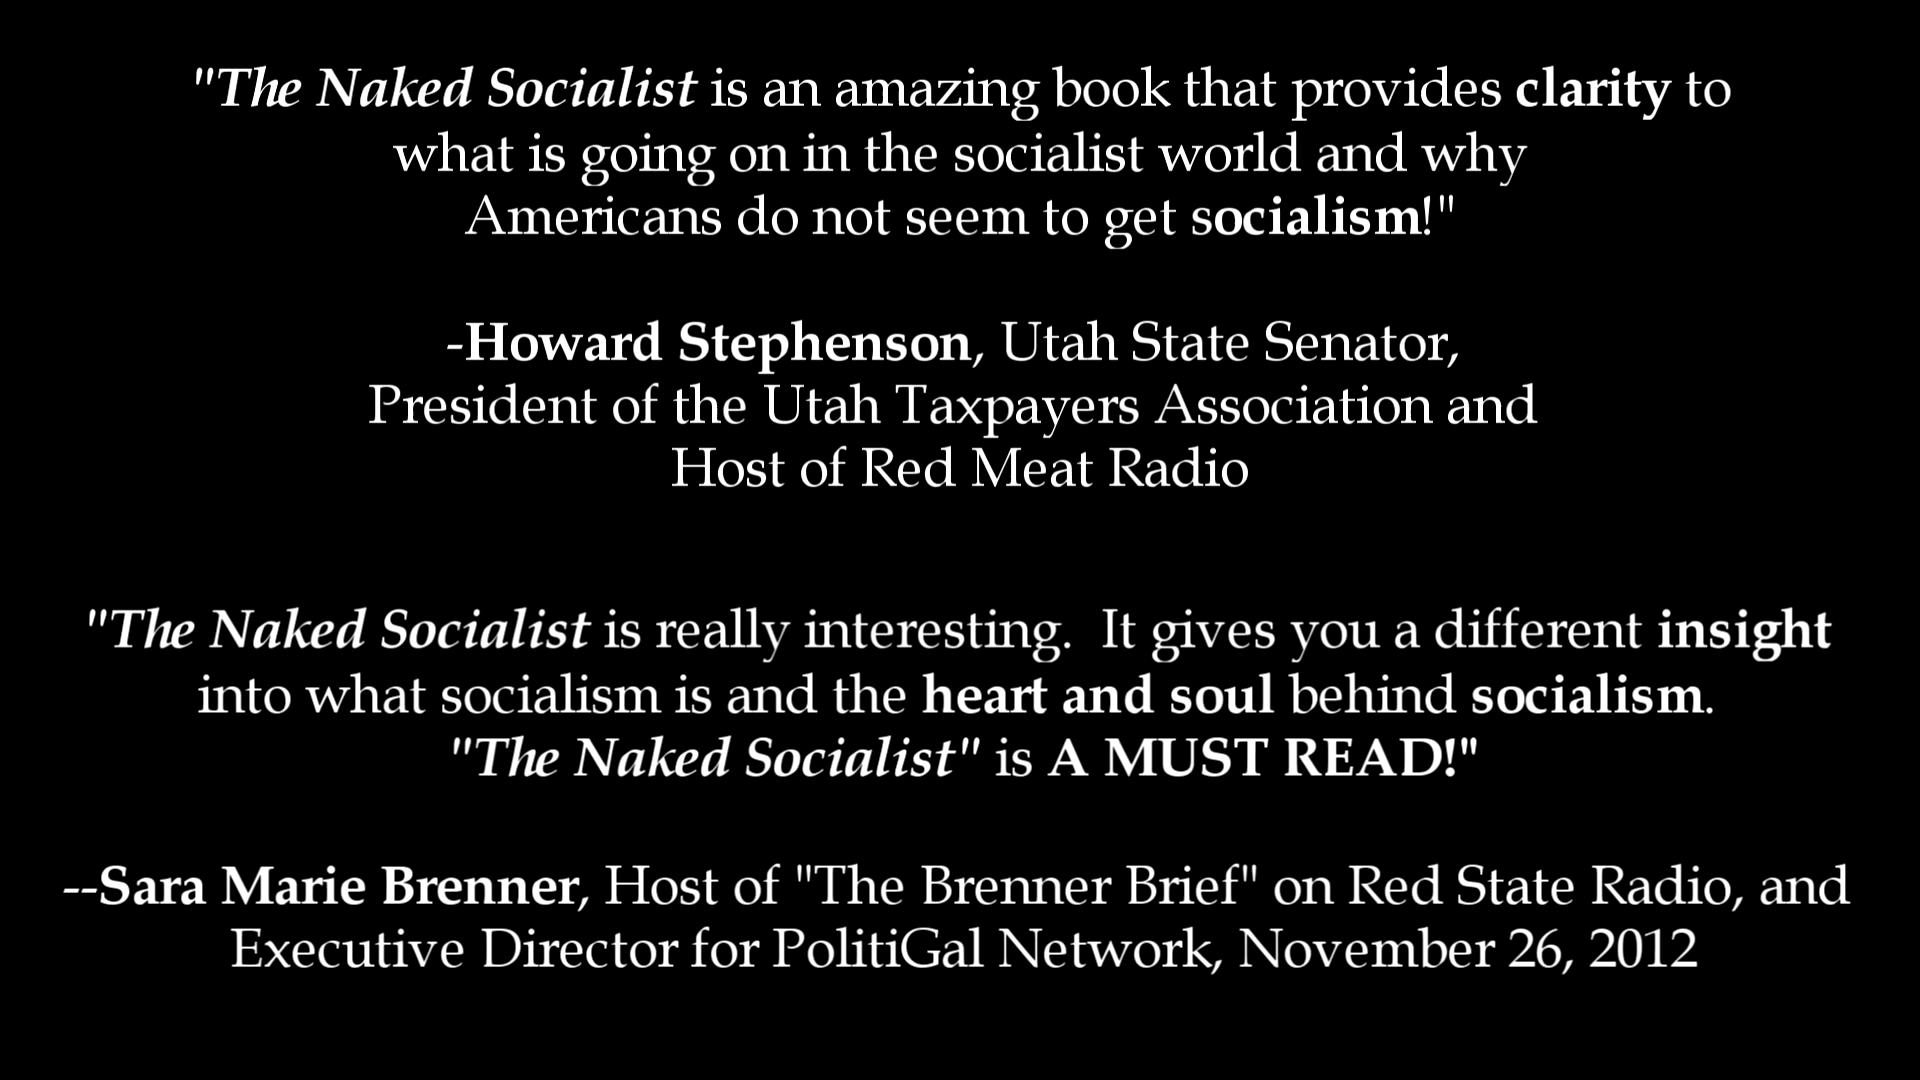 "The Naked Socialist is an amazing book that provides clarity to
what is going on in the socialist world and why
Americans do not seem to get socialism!"
-Howard Stephenson, Utah State Senator,
President of the Utah Taxpayers Association and
Host of Red Meat Radio
"The Naked Socialist is really interesting.  It gives you a different insight
into what socialism is and the heart and soul behind socialism.
"The Naked Socialist" is A MUST READ!"
--Sara Marie Brenner, Host of "The Brenner Brief" on Red State Radio, and
Executive Director for PolitiGal Network, November 26, 2012